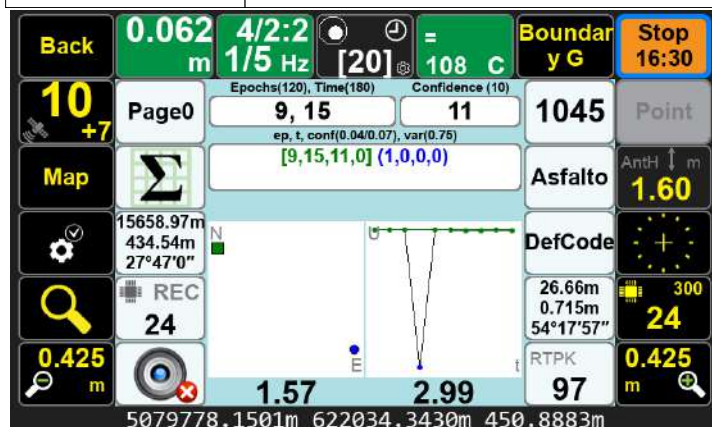 Back
0.062 m
4/2:2
1/5 Hz
[20]
=
108 C
Boundar
y G
Stop
16:30
10
+7
Page0
Epochs(120), Time(180)
9, 15
Confidence (10)
11
1045
Point
ep, t, conf(0.04/0.07), var(0.75)
[9,15,11,0] (1,0,0,0)
Map
Σ
Asfalto
AntH m
1.60
15658.97m
434.54m
27°47'0"
N
E
U
t
DefCode
REC
24
26.66m
0.715m
54°17'57"
300
24
0.425
m
1.57
2.99
RTPK
97
0.425
m
5079778.1501m 622034.3430m 450.8883m